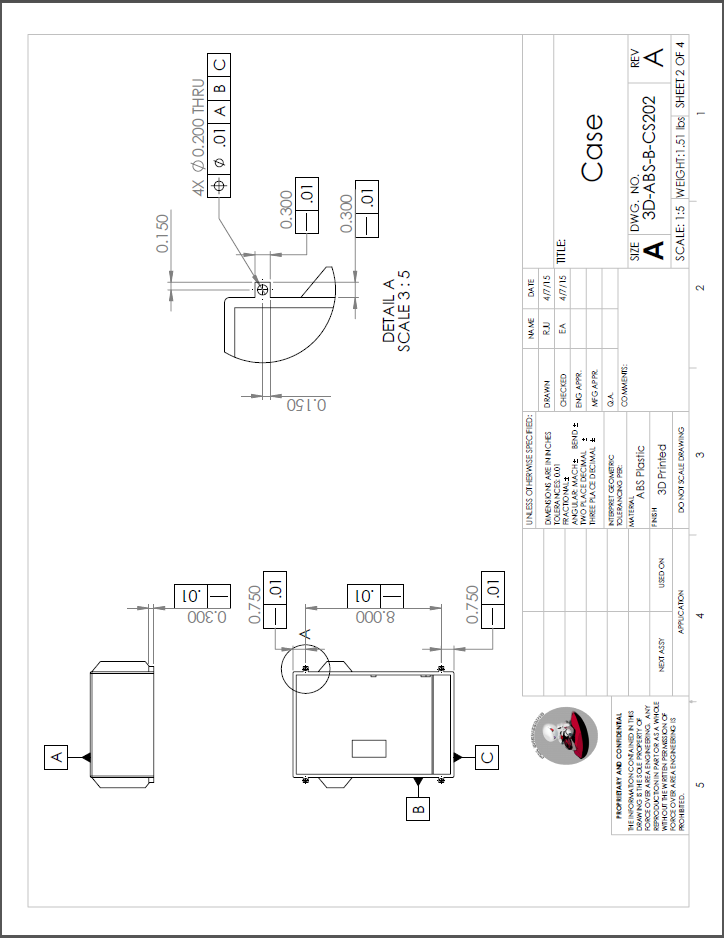 A
0.300
— .01
B
C
A
0.750
— .01
8.000
— .01
0.750
— .01
4X Ø0.200 THRU
⌖ ⌀ .01 A B C
0.150
0.300
— .01
0.300
— .01
0.150
DETAIL A
SCALE 3 : 5
PROPRIETARY AND CONFIDENTIAL
THE INFORMATION CONTAINED IN THIS
DRAWING IS THE SOLE PROPERTY OF
FORCE OVER AREA ENGINEERING. ANY
REPRODUCTION IN PART OR AS A WHOLE
WITHOUT THE WRITTEN PERMISSION OF
FORCE OVER AREA ENGINEERING IS
PROHIBITED.
NEXT ASSY
USED ON
APPLICATION
UNLESS OTHERWISE SPECIFIED:
DIMENSIONS ARE IN INCHES
TOLERANCES: 0.01
FRACTIONAL±
ANGULAR: MACH± BEND ±
TWO PLACE DECIMAL ±
THREE PLACE DECIMAL ±
INTERPRET GEOMETRIC
TOLERANCING PER:
MATERIAL
ABS Plastic
FINISH
3D Printed
DO NOT SCALE DRAWING
NAME DATE
DRAWN RJU 4/7/15
CHECKED EA 4/7/15
ENG APPR.
MFG APPR.
Q.A.
COMMENTS:
TITLE:
Case
SIZE DWG. NO. REV
A 3D-ABS-B-CS202 A
SCALE: 1:5 WEIGHT:1.51 lbs SHEET 2 OF 4
5 4 3 2 1